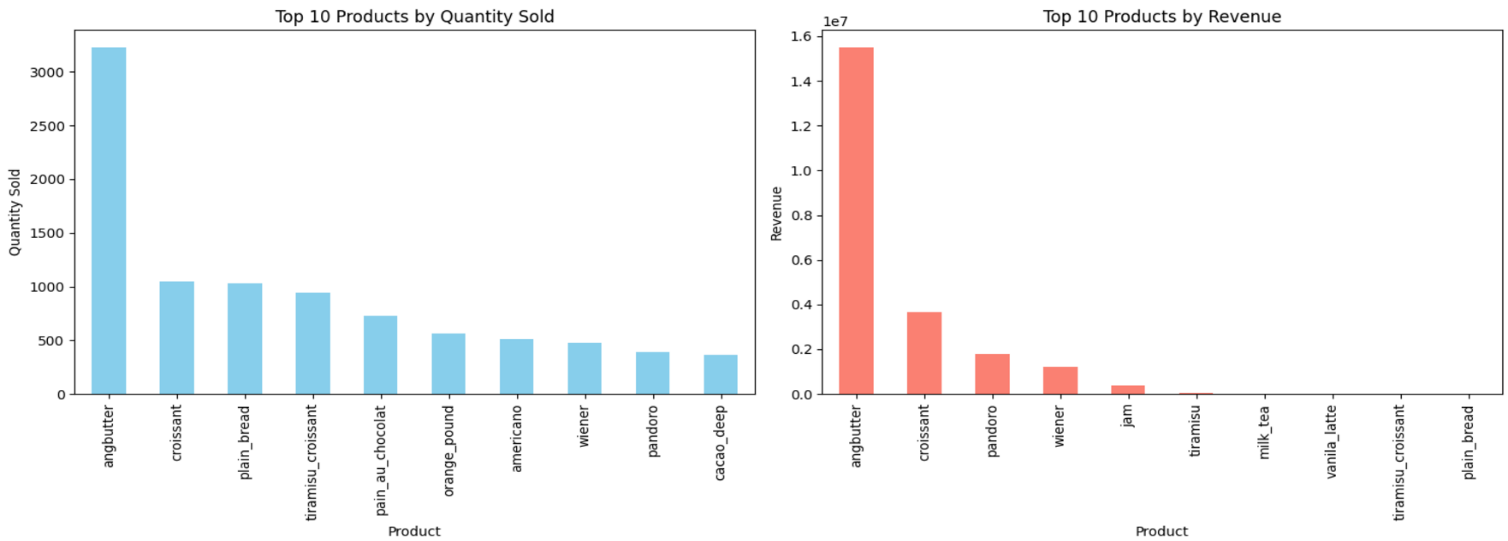 Top 10 Products by Quantity Sold
3000
2500
2000
1500
1000
500
0
Quantity Sold
angbutter
croissant
plain_bread
tiramisu_croissant
pain_au_chocolat
orange_pound
americano
wiener
pandoro
cacao_deep
Product
Top 10 Products by Revenue
1e7
1.6
1.4
1.2
1.0
0.8
0.6
0.4
0.2
0.0
Revenue
angbutter
croissant
pandoro
wiener
jam
tiramisu
milk_tea
vanila_latte
tiramisu_croissant
plain_bread
Product